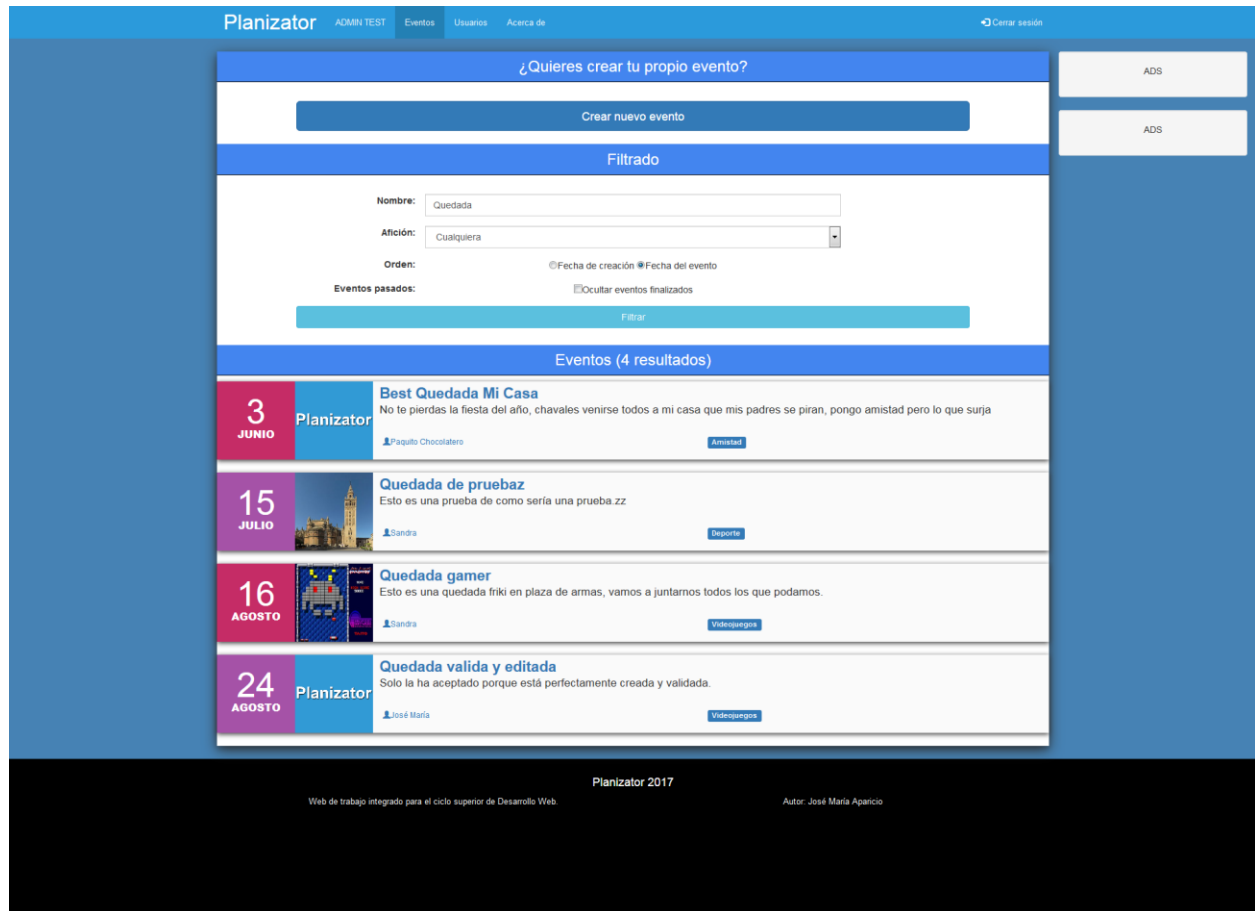 Planizator ADMIN TEST Eventos Usuarios Acerca de Cerrar sesión
¿Quieres crear tu propio evento?
ADS
Crear nuevo evento
ADS
Filtrado
Nombre: Quedada
Afición: Cualquiera
Orden: Fecha de creación Fecha del evento
Eventos pasados: Ocultar eventos finalizados
Filtrar
Eventos (4 resultados)
3
JUNIO
Planizator
Best Quedada Mi Casa
No te pierdas la fiesta del año, chavales venirse todos a mi casa que mis padres se piran, pongo amistad pero lo que surja
Paquito Chocolatero Amistad
15
JULIO
Quedada de pruebaz
Esto es una prueba de como sería una prueba.zz
Sandra Deporte
16
AGOSTO
Quedada gamer
Esto es una quedada friki en plaza de armas, vamos a juntarnos todos los que podamos.
Sandra Videojuegos
24
AGOSTO
Planizator
Quedada valida y editada
Solo la ha aceptado porque está perfectamente creada y validada.
José María Videojuegos
Planizator 2017
Web de trabajo integrado para el ciclo superior de Desarrollo Web. Autor: José María Aparicio